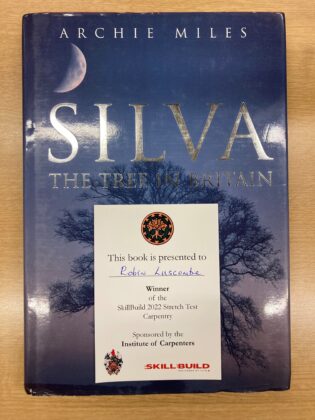 ARCHIE MILES
SILVA
THE TREE IN BRITAIN
This book is presented to
Robin Luscombe
Winner
of the
SkillBuild 2022 Stretch Test
Carpentry
Sponsored by the
Institute of Carpenters
SKILLBUILD